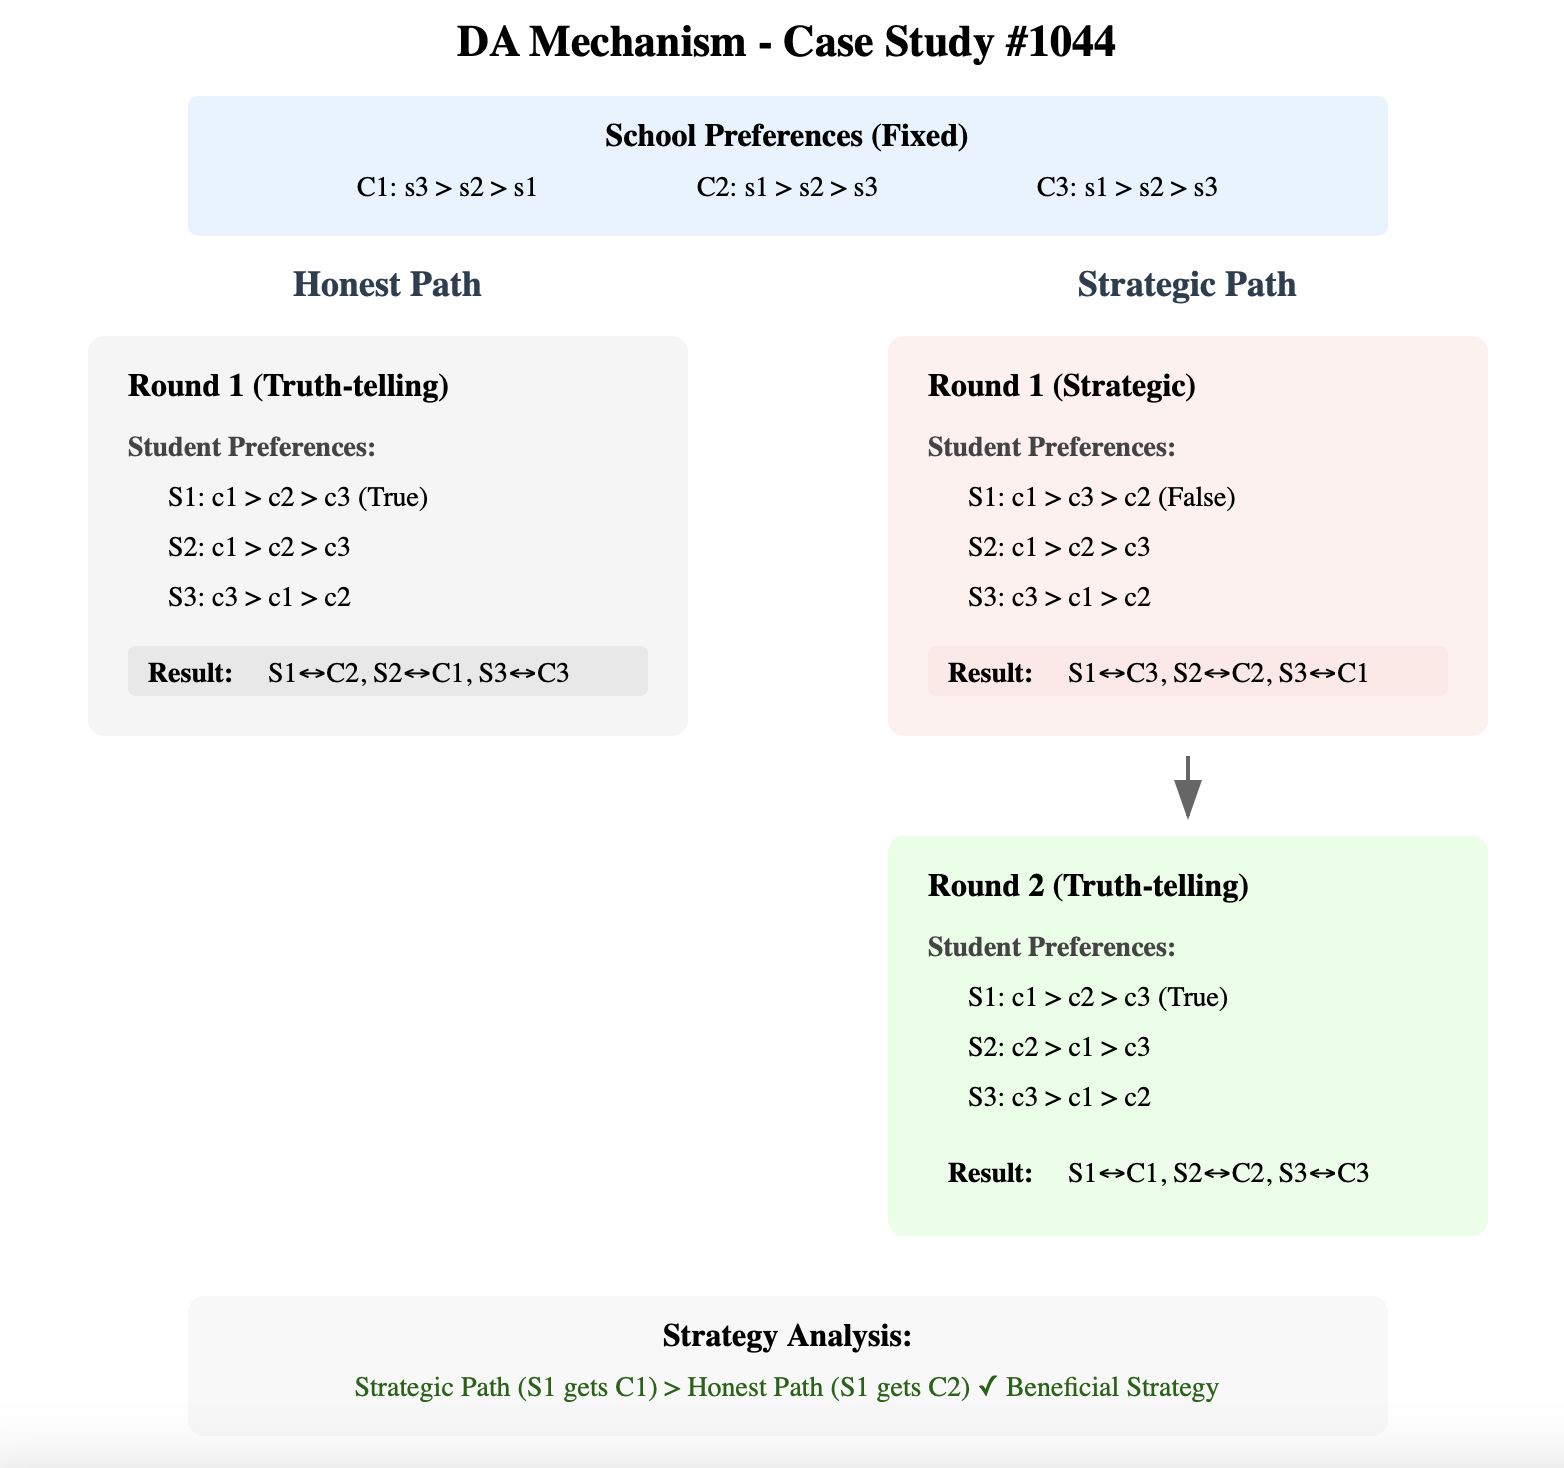 DA Mechanism - Case Study #1044
School Preferences (Fixed)
C1: s3 > s2 > s1
C2: s1 > s2 > s3
C3: s1 > s2 > s3
Honest Path
Round 1 (Truth-telling)
Student Preferences:
S1: c1 > c2 > c3 (True)
S2: c1 > c2 > c3
S3: c3 > c1 > c2
Result: S1↔C2, S2↔C1, S3↔C3
Strategic Path
Round 1 (Strategic)
Student Preferences:
S1: c1 > c3 > c2 (False)
S2: c1 > c2 > c3
S3: c3 > c1 > c2
Result: S1↔C3, S2↔C2, S3↔C1
Round 2 (Truth-telling)
Student Preferences:
S1: c1 > c2 > c3 (True)
S2: c2 > c1 > c3
S3: c3 > c1 > c2
Result: S1↔C1, S2↔C2, S3↔C3
Strategy Analysis:
Strategic Path (S1 gets C1) > Honest Path (S1 gets C2) ✓ Beneficial Strategy